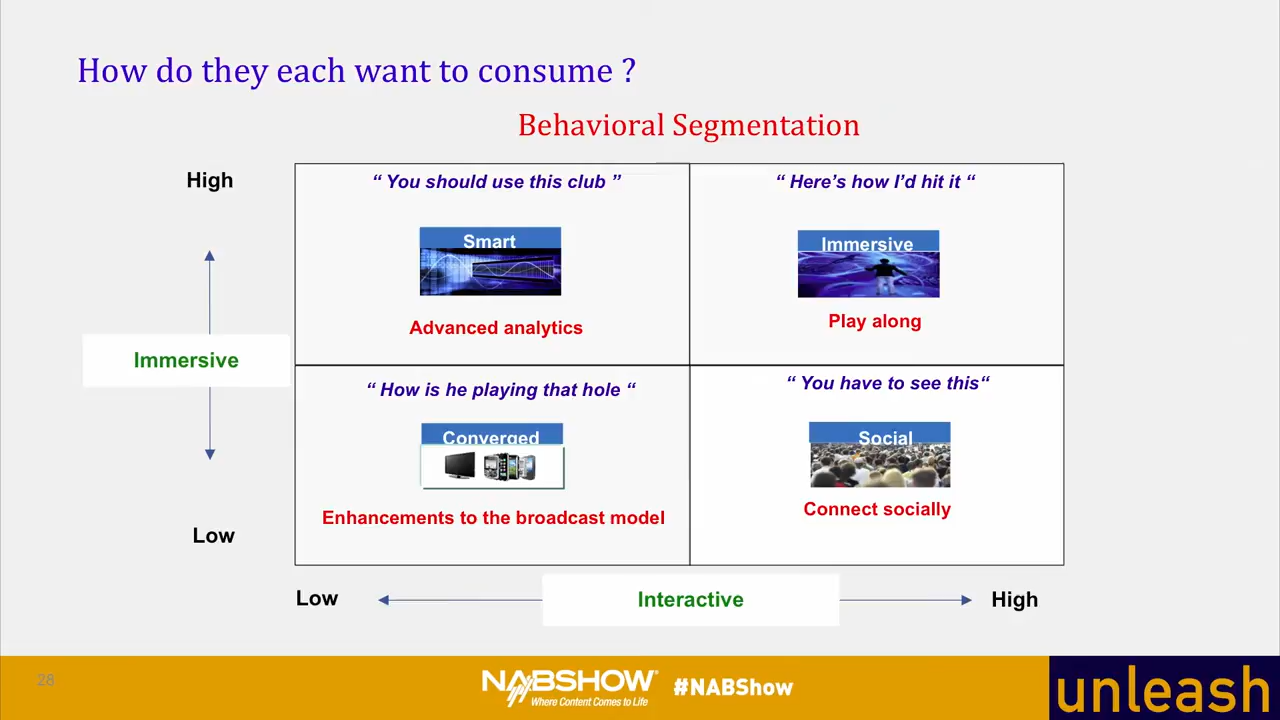 How do they each want to consume ?
Behavioral Segmentation
High
“ You should use this club ”
“ Here’s how I’d hit it “
Smart
Immersive
Advanced analytics
Play along
Immersive
“ How is he playing that hole “
“ You have to see this“
Converged
Social
Enhancements to the broadcast model
Connect socially
Low
Low
Interactive
High
28
NABSHOW®
Where Content Comes to Life
#NABShow
unleash